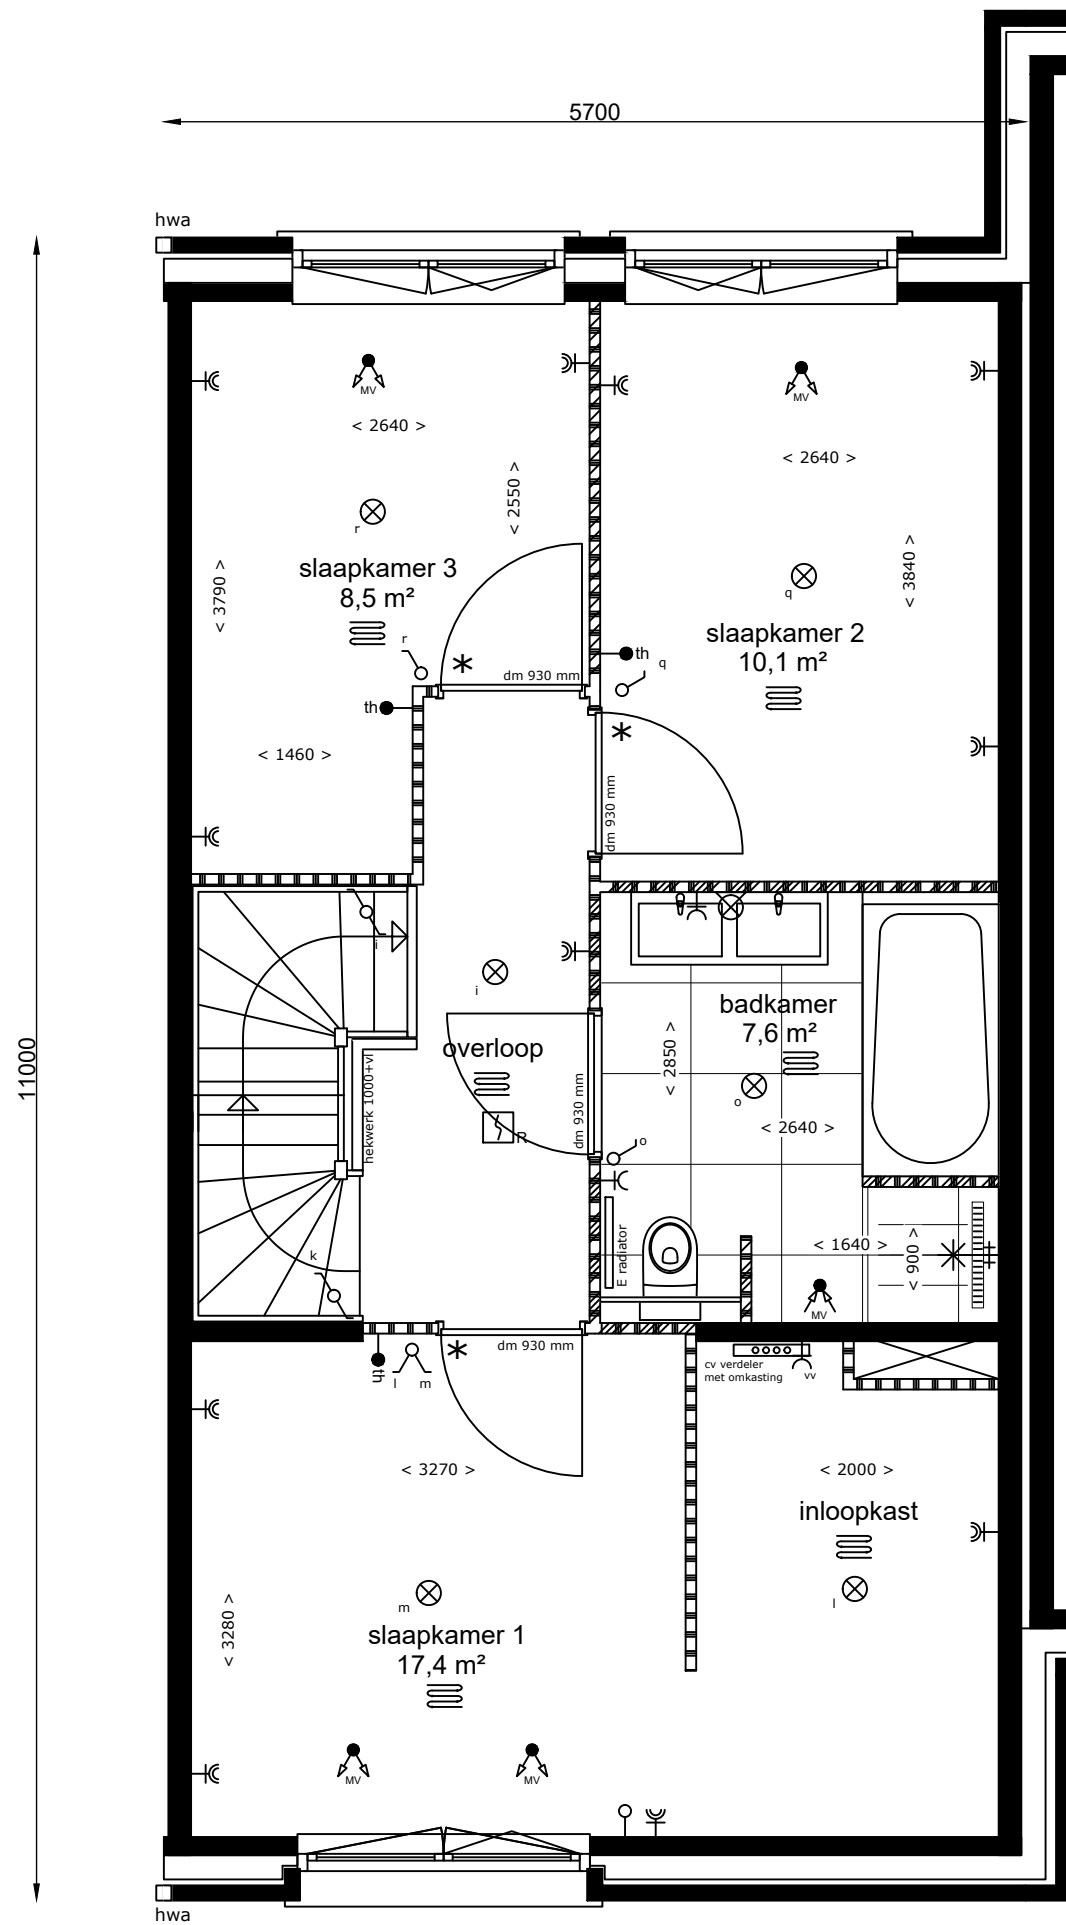 5700
hwa
11000
MV
MV
< 2640 >
< 2640 >
< 2550 >
r
slaapkamer 3
8,5 m²
< 3790 >
< 3840 >
q
slaapkamer 2
10,1 m²
r
th
q
*
dm 930 mm
th
*
< 1460 >
dm 930 mm
i
i
badkamer
7,6 m²
overloop
< 2850 >
o
hekwerk 1000+vl
dm 930 mm
< 2640 >
R
o
k
E radiator
< 1640 >
< 900 >
MV
*
dm 930 mm
th
l
m
cv verdeler
met omkasting
vv
< 3270 >
< 2000 >
inloopkast
l
m
< 3280 >
slaapkamer 1
17,4 m²
MV
MV
hwa